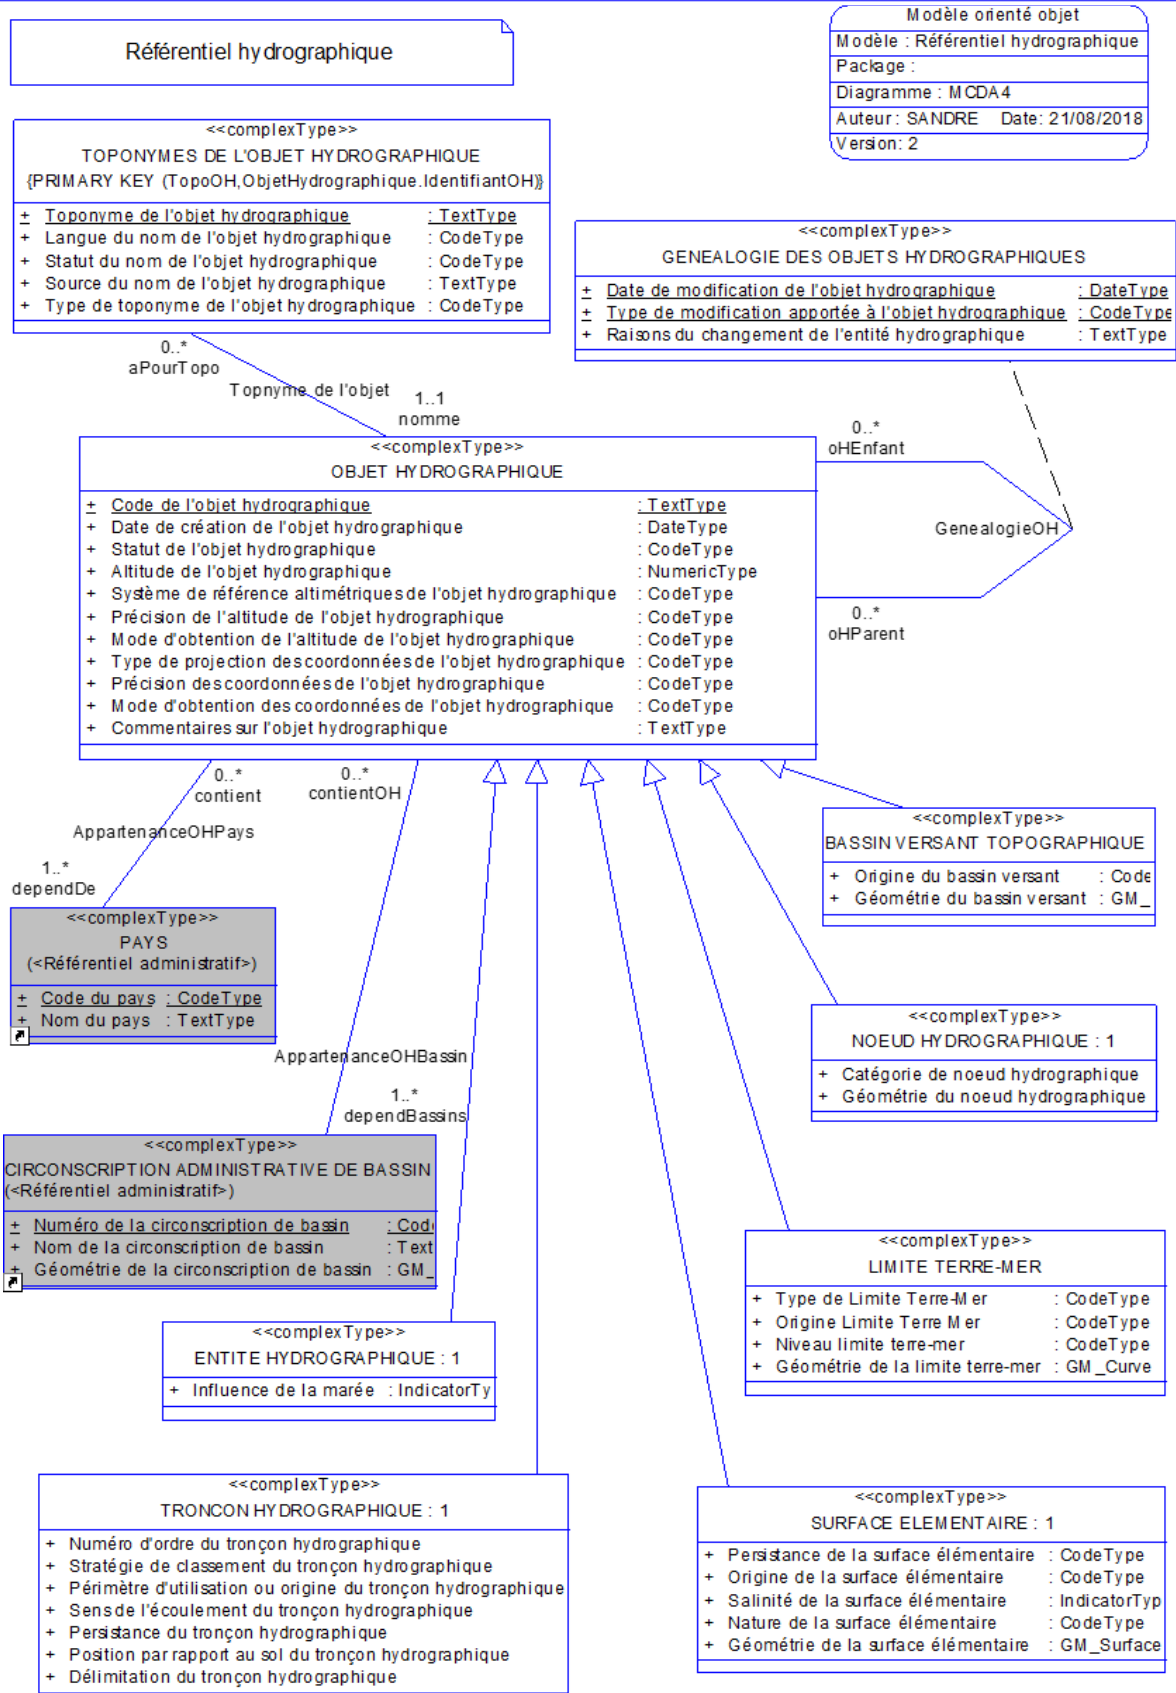 Référentiel hydrographique
Modèle orienté objet
Modèle : Référentiel hydrographique
Package :
Diagramme : MCDA4
Auteur : SANDRE Date: 21/08/2018
Version: 2
<<complexType>>
TOPONYMES DE L'OBJET HYDROGRAPHIQUE
{PRIMARY KEY (TopoOH,ObjetHydrographique.IdentifiantOH)}
+ Toponyme de l'objet hydrographique : TextType
+ Langue du nom de l'objet hydrographique : CodeType
+ Statut du nom de l'objet hydrographique : CodeType
+ Source du nom de l'objet hydrographique : TextType
+ Type de toponyme de l'objet hydrographique : CodeType
<<complexType>>
GENEALOGIE DES OBJETS HYDROGRAPHIQUES
+ Date de modification de l'objet hydrographique : DateType
+ Type de modification apportée à l'objet hydrographique : CodeType
+ Raisons du changement de l'entité hydrographique : TextType
0..*
aPourTopo
Topnyme de l'objet
1..1
nomme
<<complexType>>
OBJET HYDROGRAPHIQUE
+ Code de l'objet hydrographique : TextType
+ Date de création de l'objet hydrographique : DateType
+ Statut de l'objet hydrographique : CodeType
+ Altitude de l'objet hydrographique : NumericType
+ Système de référence altimétriques de l'objet hydrographique : CodeType
+ Précision de l'altitude de l'objet hydrographique : CodeType
+ Mode d'obtention de l'altitude de l'objet hydrographique : CodeType
+ Type de projection des coordonnées de l'objet hydrographique : CodeType
+ Précision des coordonnées de l'objet hydrographique : CodeType
+ Mode d'obtention des coordonnées de l'objet hydrographique : CodeType
+ Commentaires sur l'objet hydrographique : TextType
0..*
oHEnfant
GenealogieOH
0..*
oHParent
0..*
contient
0..*
contientOH
AppartenanceOHPays
1..*
dependDe
<<complexType>>
PAYS
(<Référentiel administratif>)
+ Code du pays : CodeType
+ Nom du pays : TextType
<<complexType>>
BASSIN VERSANT TOPOGRAPHIQUE
+ Origine du bassin versant : Code
+ Géométrie du bassin versant : GM_
<<complexType>>
NOEUD HYDROGRAPHIQUE : 1
+ Catégorie de noeud hydrographique
+ Géométrie du noeud hydrographique
AppartenanceOHBassin
1..*
dependBassins
<<complexType>>
CIRCONSCRIPTION ADMINISTRATIVE DE BASSIN
(<Référentiel administratif>)
+ Numéro de la circonscription de bassin : Code
+ Nom de la circonscription de bassin : Text
+ Géométrie de la circonscription de bassin : GM_
<<complexType>>
LIMITE TERRE-MER
+ Type de Limite Terre-Mer : CodeType
+ Origine Limite Terre Mer : CodeType
+ Niveau limite terre-mer : CodeType
+ Géométrie de la limite terre-mer : GM_Curve
<<complexType>>
ENTITE HYDROGRAPHIQUE : 1
+ Influence de la marée : IndicatorTy
<<complexType>>
TRONCON HYDROGRAPHIQUE : 1
+ Numéro d'ordre du tronçon hydrographique
+ Stratégie de classement du tronçon hydrographique
+ Périmètre d'utilisation ou origine du tronçon hydrographique
+ Sens de l'écoulement du tronçon hydrographique
+ Persistance du tronçon hydrographique
+ Position par rapport au sol du tronçon hydrographique
+ Délimitation du tronçon hydrographique
<<complexType>>
SURFACE ELEMENTAIRE : 1
+ Persistance de la surface élémentaire : CodeType
+ Origine de la surface élémentaire : CodeType
+ Salinité de la surface élémentaire : IndicatorTyp
+ Nature de la surface élémentaire : CodeType
+ Géométrie de la surface élémentaire : GM_Surface